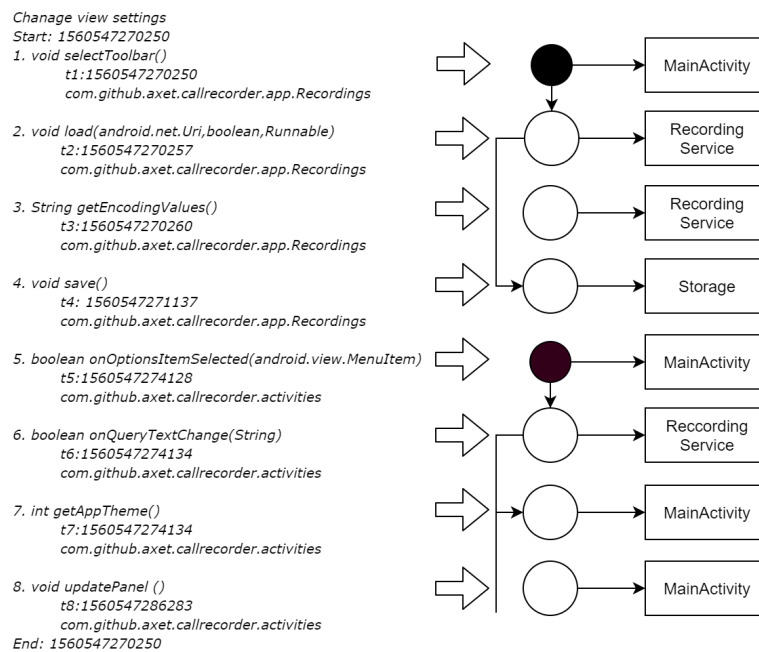 Chanage view settings
Start: 1560547270250
1. void selectToolbar()
t1:1560547270250
com.github.axet.callrecorder.app.Recordings
MainActivity
2. void load(android.net.Uri,boolean,Runnable)
t2:1560547270257
com.github.axet.callrecorder.app.Recordings
Recording
Service
3. String getEncodingValues()
t3:1560547270260
com.github.axet.callrecorder.app.Recordings
Recording
Service
4. void save()
t4: 1560547271137
com.github.axet.callrecorder.app.Recordings
Storage
5. boolean onOptionsItemSelected(android.view.MenuItem)
t5:1560547274128
com.github.axet.callrecorder.activities
MainActivity
6. boolean onQueryTextChange(String)
t6:1560547274134
com.github.axet.callrecorder.activities
Reccording
Service
7. int getAppTheme()
t7:1560547274134
com.github.axet.callrecorder.activities
MainActivity
8. void updatePanel ()
t8:1560547286283
com.github.axet.callrecorder.activities
MainActivity
End: 1560547270250